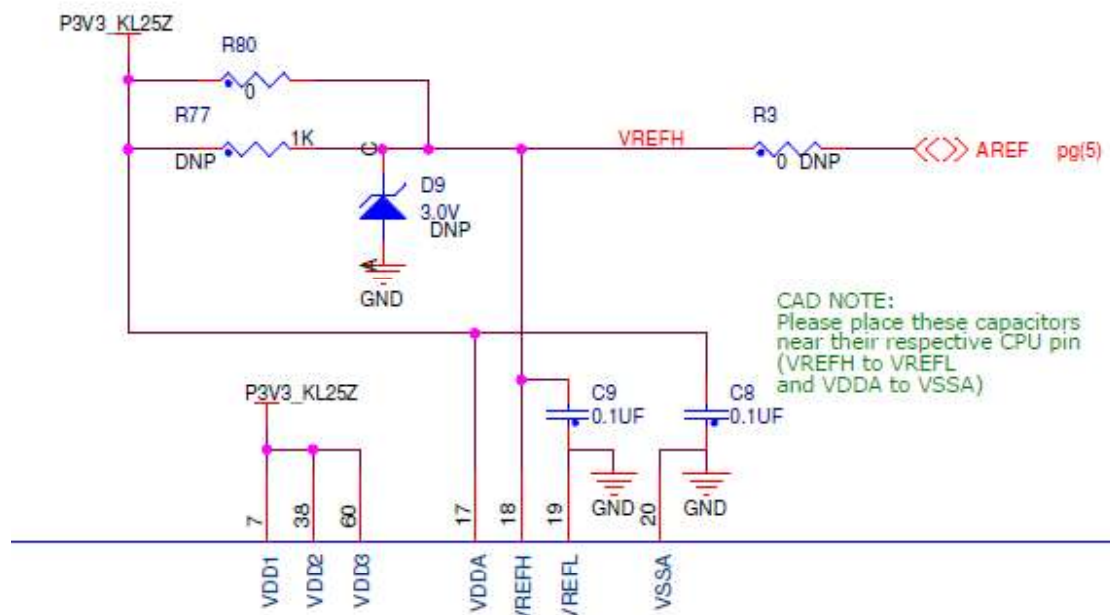 P3V3_KL25Z
R80
0
R77
1K
DNP
C
VREFH
R3
0 DNP
AREF pg(5)
D9
3.0V
DNP
A
GND
CAD NOTE:
Please place these capacitors
near their respective CPU pin
(VREFH to VREFL
and VDDA to VSSA)
P3V3_KL25Z
C9
0.1UF
C8
0.1UF
GND
GND
7
38
60
17
18
19
20
VDD1
VDD2
VDD3
VDDA
VREFH
VREFL
VSSA